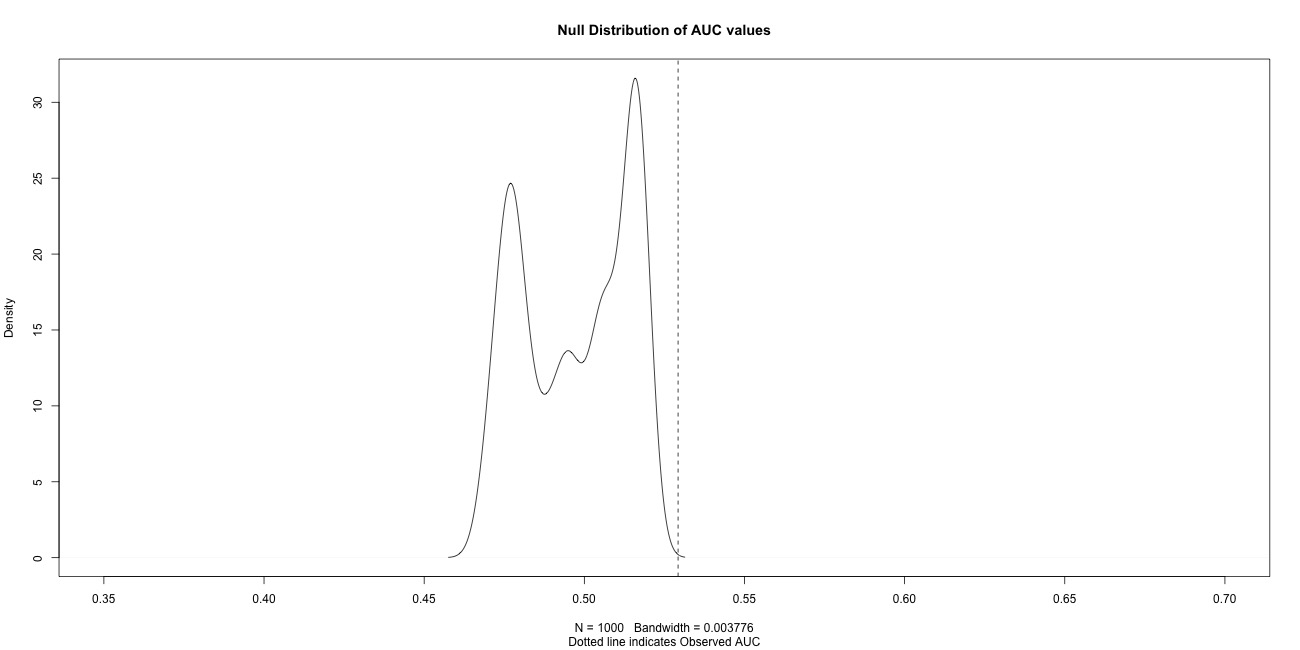 Null Distribution of AUC values
Density
30
25
20
15
10
5
0
0.35 0.40 0.45 0.50 0.55 0.60 0.65 0.70
N = 1000 Bandwidth = 0.003776
Dotted line indicates Observed AUC